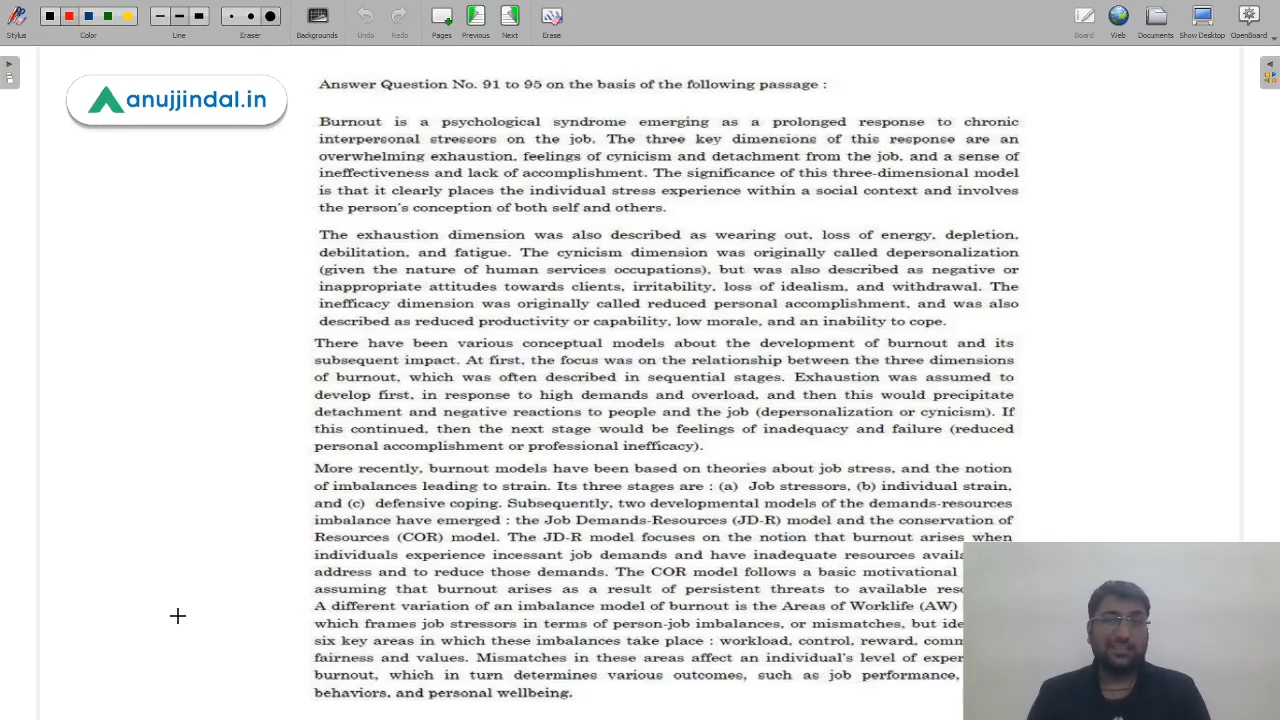 Stylus
Color
Line
Eraser
Backgrounds
Undo
Redo
Pages
Previous
Next
Erase
Board
Web
Documents
Show Desktop
OpenBoard
anujjindal.in
Answer Question No. 91 to 95 on the basis of the following passage :
Burnout is a psychological syndrome emerging as a prolonged response to chronic
interpersonal stressors on the job. The three key dimensions of this response are an
overwhelming exhaustion, feelings of cynicism and detachment from the job, and a sense of
ineffectiveness and lack of accomplishment. The significance of this three-dimensional model
is that it clearly places the individual stress experience within a social context and involves
the person's conception of both self and others.
The exhaustion dimension was also described as wearing out, loss of energy, depletion,
debilitation, and fatigue. The cynicism dimension was originally called depersonalization
(given the nature of human services occupations), but was also described as negative or
inappropriate attitudes towards clients, irritability, loss of idealism, and withdrawal. The
inefficacy dimension was originally called reduced personal accomplishment, and was also
described as reduced productivity or capability, low morale, and an inability to cope.
There have been various conceptual models about the development of burnout and its
subsequent impact. At first, the focus was on the relationship between the three dimensions
of burnout, which was often described in sequential stages. Exhaustion was assumed to
develop first, in response to high demands and overload, and then this would precipitate
detachment and negative reactions to people and the job (depersonalization or cynicism). If
this continued, then the next stage would be feelings of inadequacy and failure (reduced
personal accomplishment or professional inefficacy).
More recently, burnout models have been based on theories about job stress, and the notion
of imbalances leading to strain. Its three stages are : (a) Job stressors, (b) individual strain,
and (c) defensive coping. Subsequently, two developmental models of the demands-resources
imbalance have emerged : the Job Demands-Resources (JD-R) model and the conservation of
Resources (COR) model. The JD-R model focuses on the notion that burnout arises when
individuals experience incessant job demands and have inadequate resources
address and to reduce those demands. The COR model follows a basic motivational
assuming that burnout arises as a result of persistent threats to available
A different variation of an imbalance model of burnout is the Areas of Worklife (AW)
which frames job stressors in terms of person-job imbalances, or mismatches, but
six key areas in which these imbalances take place : workload, control, reward,
fairness and values. Mismatches in these areas affect an individual's level of
burnout, which in turn determines various outcomes, such as job performance,
behaviors, and personal wellbeing.